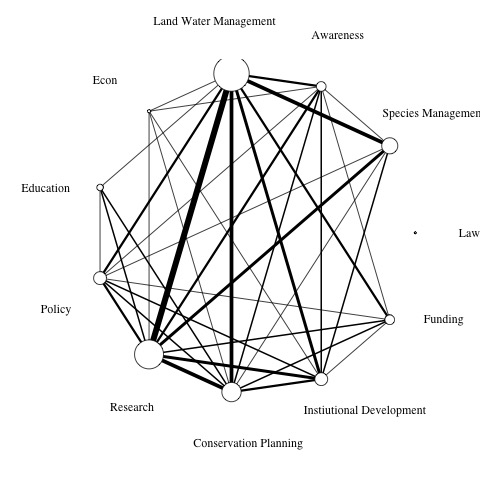 Land Water Management
Awareness
Econ
Species Managemen
Education
Law
Policy
Funding
Research
Instiutional Development
Conservation Planning